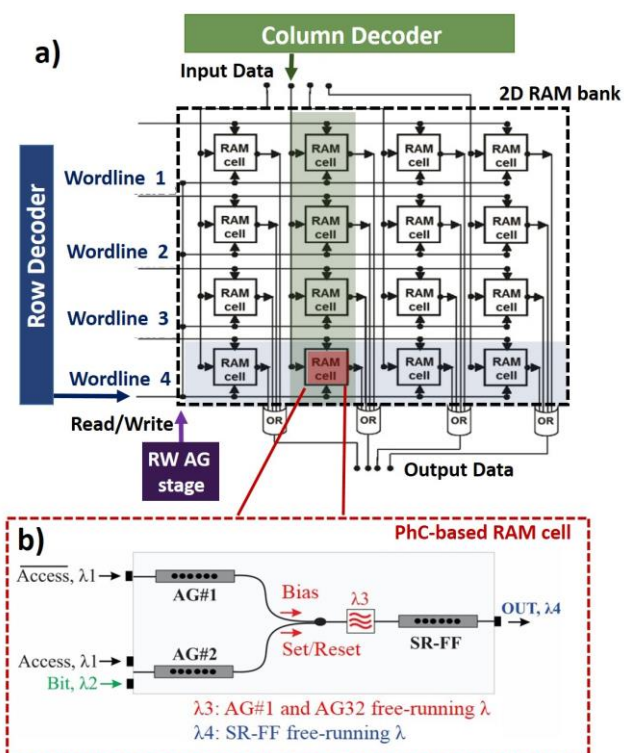 Column Decoder
a)
Input Data
2D RAM bank
Row Decoder
RAM cell RAM cell RAM cell RAM cell
Wordline 1
RAM cell RAM cell RAM cell RAM cell
Wordline 2
RAM cell RAM cell RAM cell RAM cell
Wordline 3
RAM cell RAM cell RAM cell RAM cell
Wordline 4
Read/Write
OR OR OR OR
RW AG
stage
Output Data
b)
PhC-based RAM cell
Access, λ1
AG#1
Bias
λ3
OUT, λ4
Access, λ1
AG#2
Set/Reset
SR-FF
Bit, λ2
λ3: AG#1 and AG32 free-running λ
λ4: SR-FF free-running λ